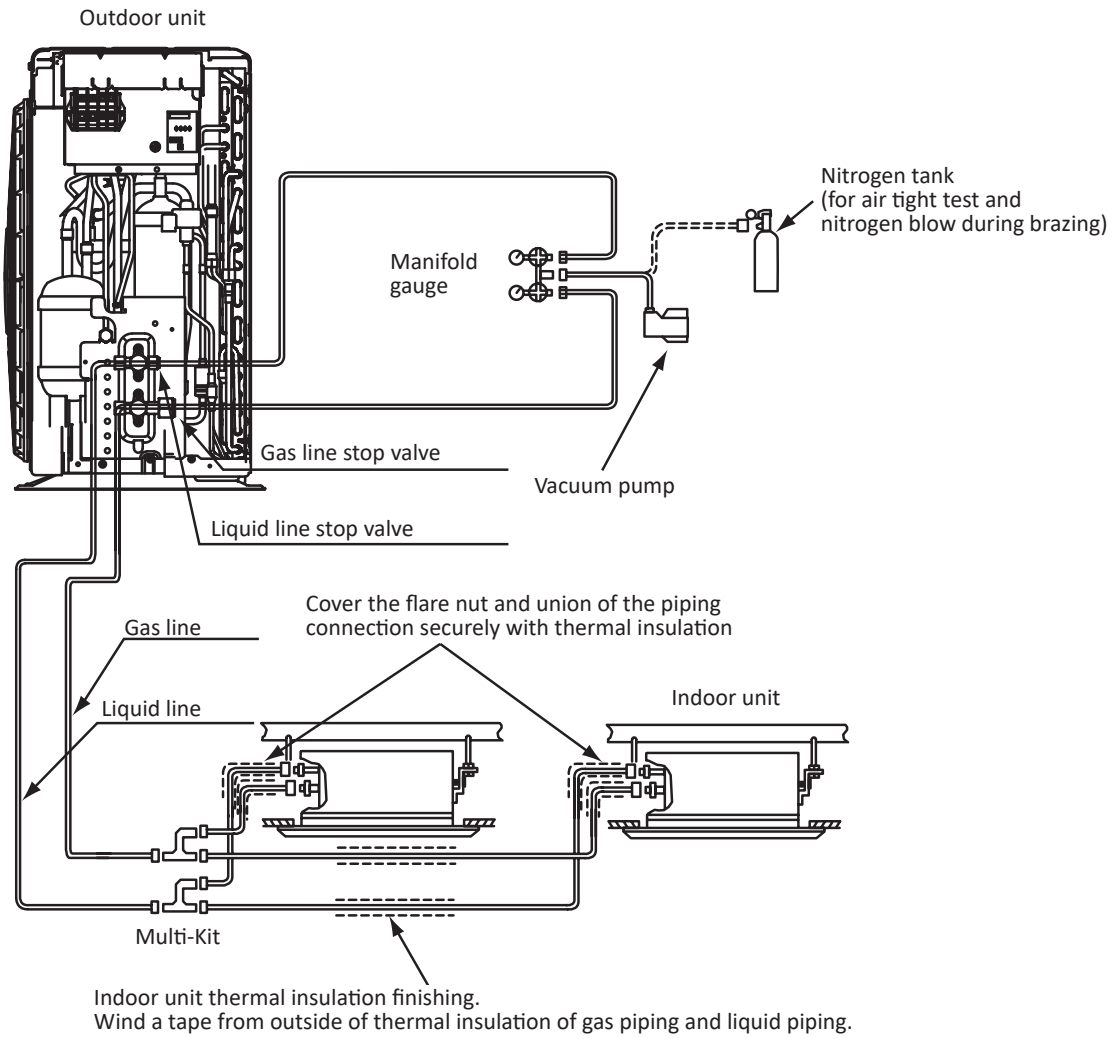 Outdoor unit
Nitrogen tank
(for air tight test and
nitrogen blow during brazing)
Manifold
gauge
Gas line stop valve
Vacuum pump
Liquid line stop valve
Cover the flare nut and union of the piping
connection securely with thermal insulation
Gas line
Indoor unit
Liquid line
Multi-Kit
Indoor unit thermal insulation finishing.
Wind a tape from outside of thermal insulation of gas piping and liquid piping.